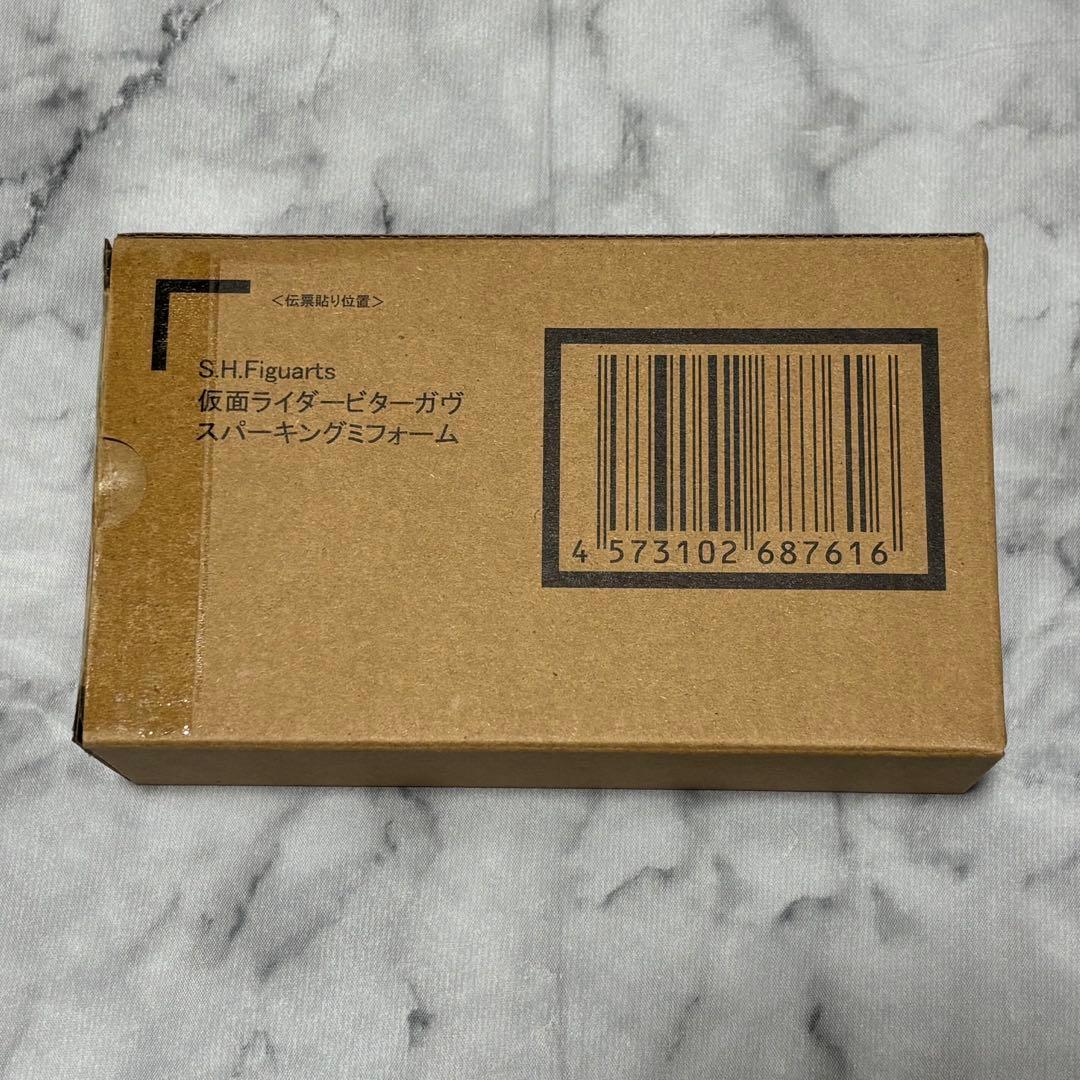 <伝票貼り位置>
S.H.Figuarts
仮面ライダービターガヴ
スパーキングミフォーム
4 573102 687616